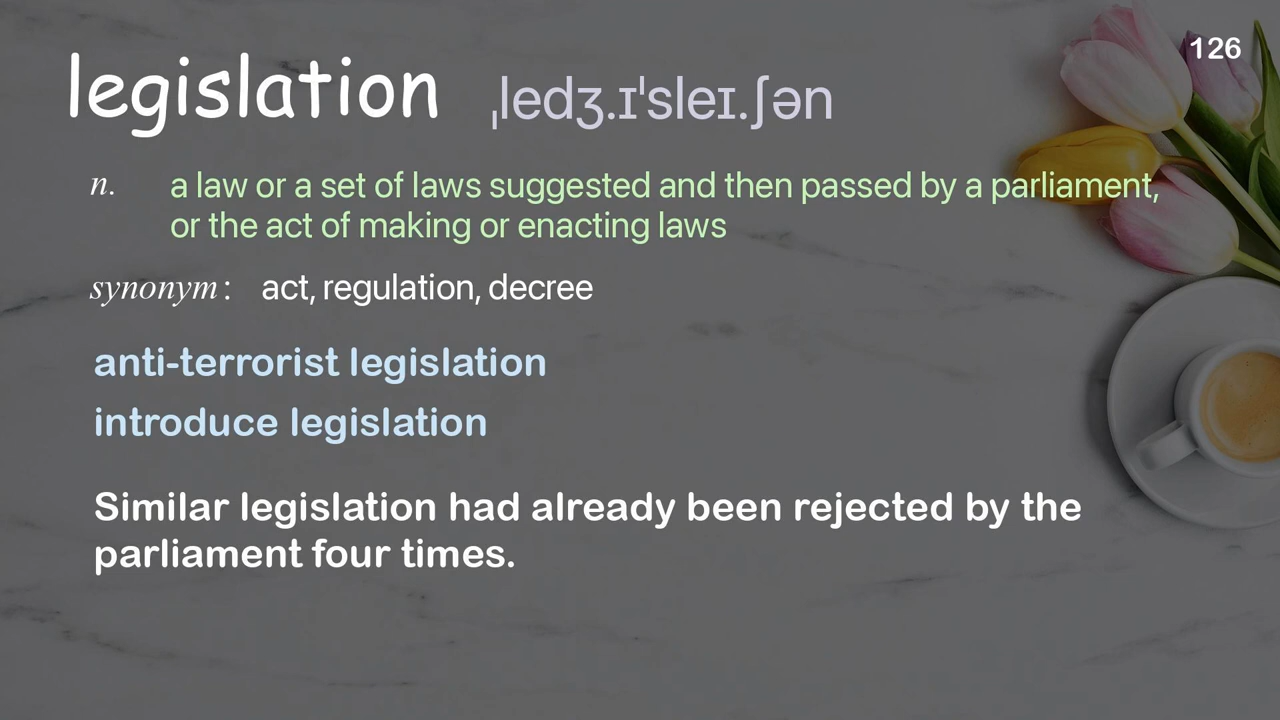 126
legislation ˌledʒ.ɪˈsleɪ.ʃən
n. a law or a set of laws suggested and then passed by a parliament,
or the act of making or enacting laws
synonym: act, regulation, decree
anti-terrorist legislation
introduce legislation
Similar legislation had already been rejected by the
parliament four times.